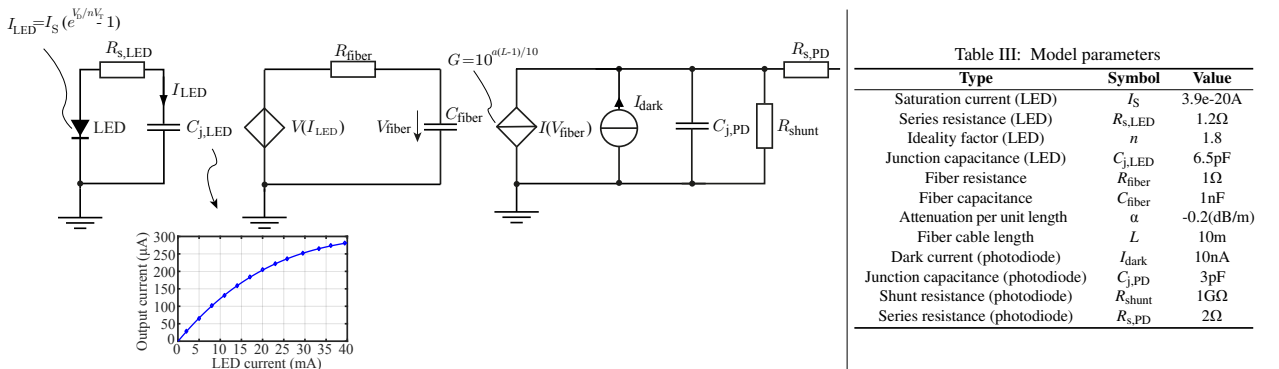 I_LED=I_S(e^{V_D/nV_T}-1)
R_s,LED
I_LED
LED
C_j,LED
R_fiber
V(I_LED)
V_fiber
C_fiber
G=10^{a(L-1)/10}
I(V_fiber)
I_dark
C_j,PD
R_shunt
R_s,PD
Output current (μA)
300
250
200
150
100
50
0
0 5 10 15 20 25 30 35 40
LED current (mA)
Table III: Model parameters
Type Symbol Value
Saturation current (LED) I_S 3.9e-20A
Series resistance (LED) R_s,LED 1.2Ω
Ideality factor (LED) n 1.8
Junction capacitance (LED) C_j,LED 6.5pF
Fiber resistance R_fiber 1Ω
Fiber capacitance C_fiber 1nF
Attenuation per unit length α -0.2(dB/m)
Fiber cable length L 10m
Dark current (photodiode) I_dark 10nA
Junction capacitance (photodiode) C_j,PD 3pF
Shunt resistance (photodiode) R_shunt 1GΩ
Series resistance (photodiode) R_s,PD 2Ω